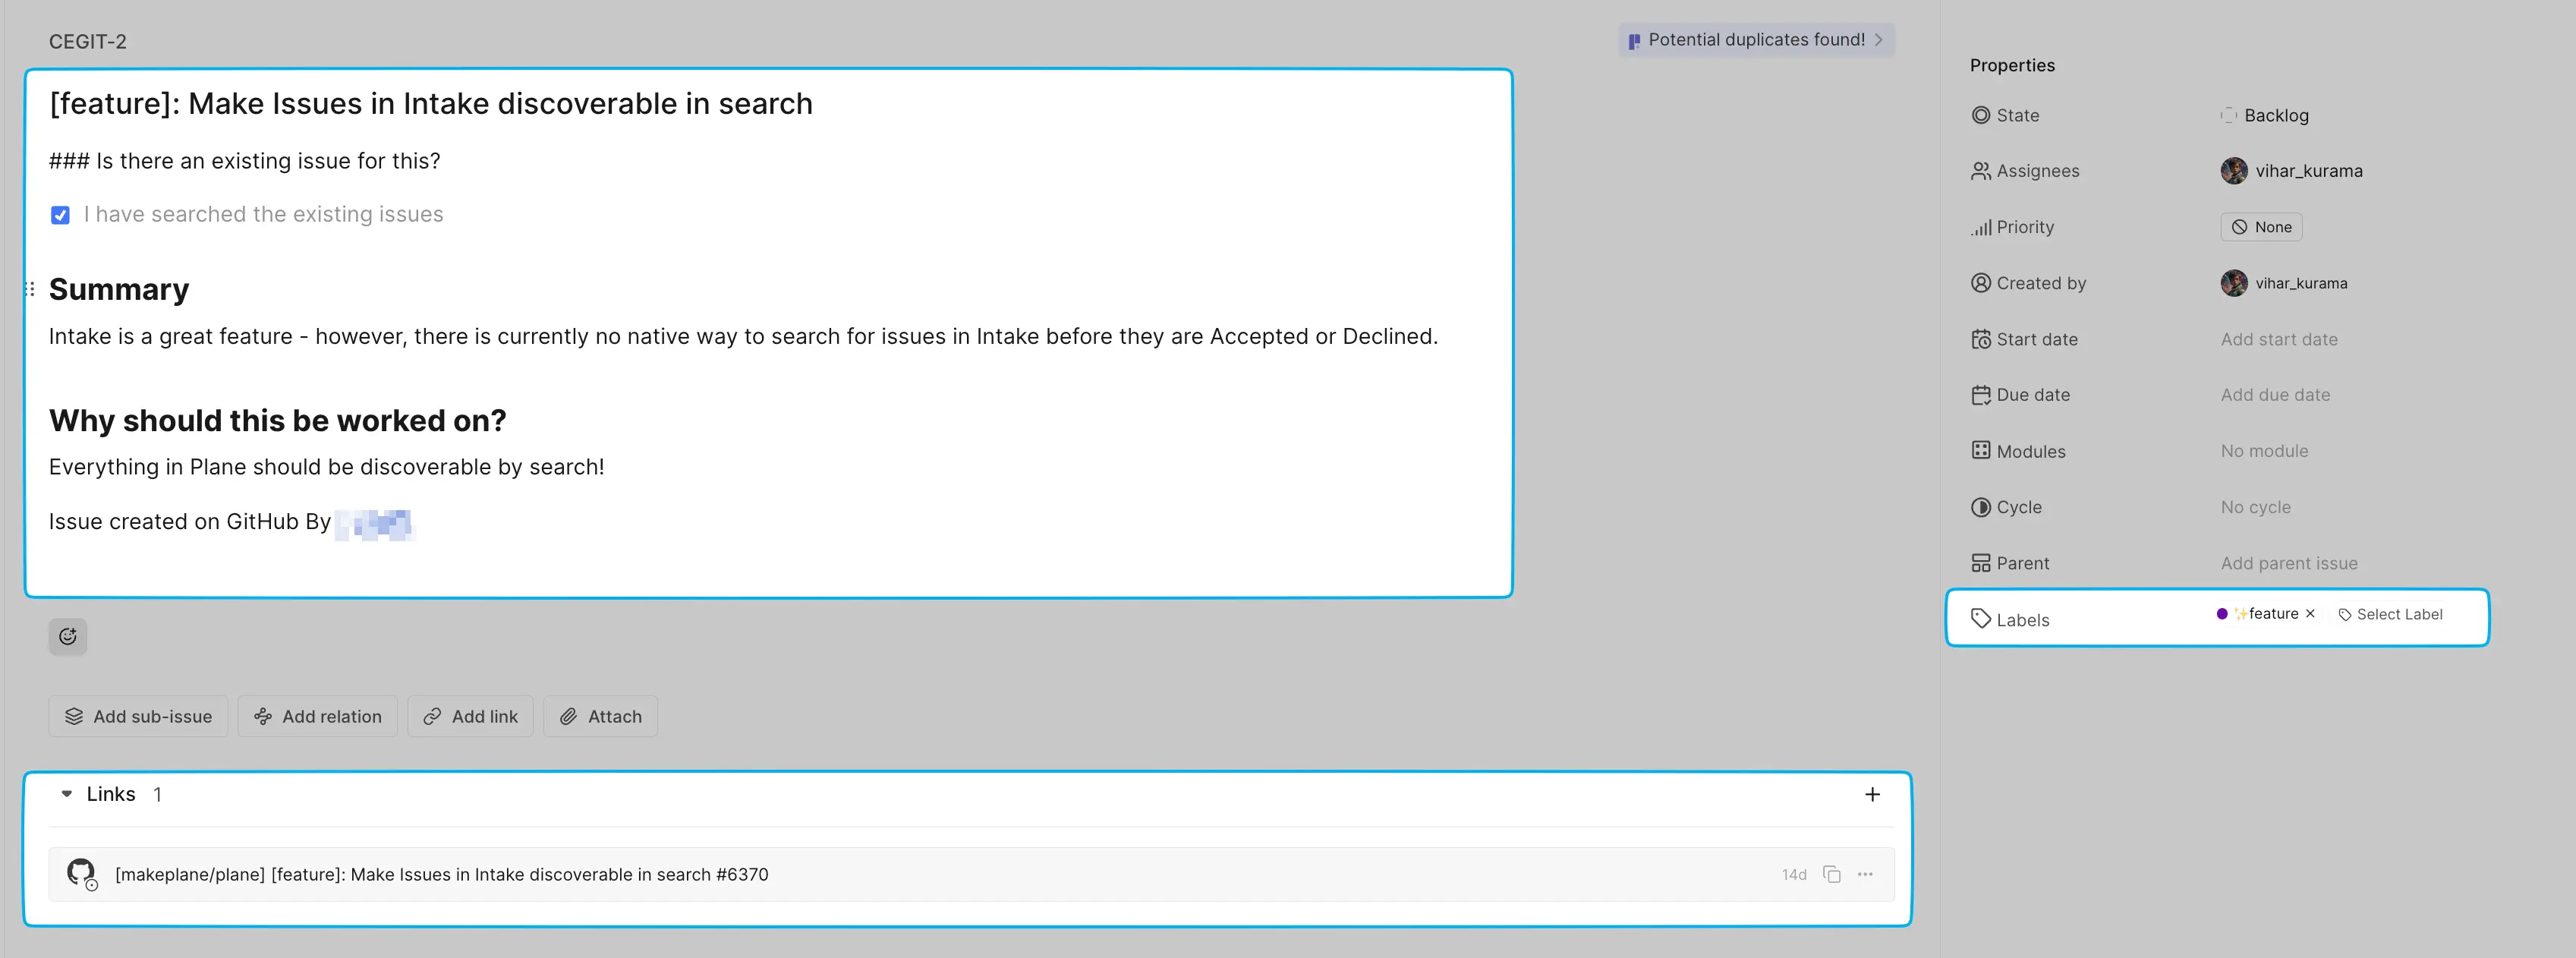 CEGIT-2
Potential duplicates found!
[feature]: Make Issues in Intake discoverable in search
### Is there an existing issue for this?
I have searched the existing issues
Summary
Intake is a great feature - however, there is currently no native way to search for issues in Intake before they are Accepted or Declined.
Why should this be worked on?
Everything in Plane should be discoverable by search!
Issue created on GitHub By
Add sub-issue
Add relation
Add link
Attach
Links 1
[makeplane/plane] [feature]: Make Issues in Intake discoverable in search #6370
14d
Properties
State Backlog
Assignees vihar_kurama
Priority None
Created by vihar_kurama
Start date Add start date
Due date Add due date
Modules No module
Cycle No cycle
Parent Add parent issue
Labels ✨feature × Select Label